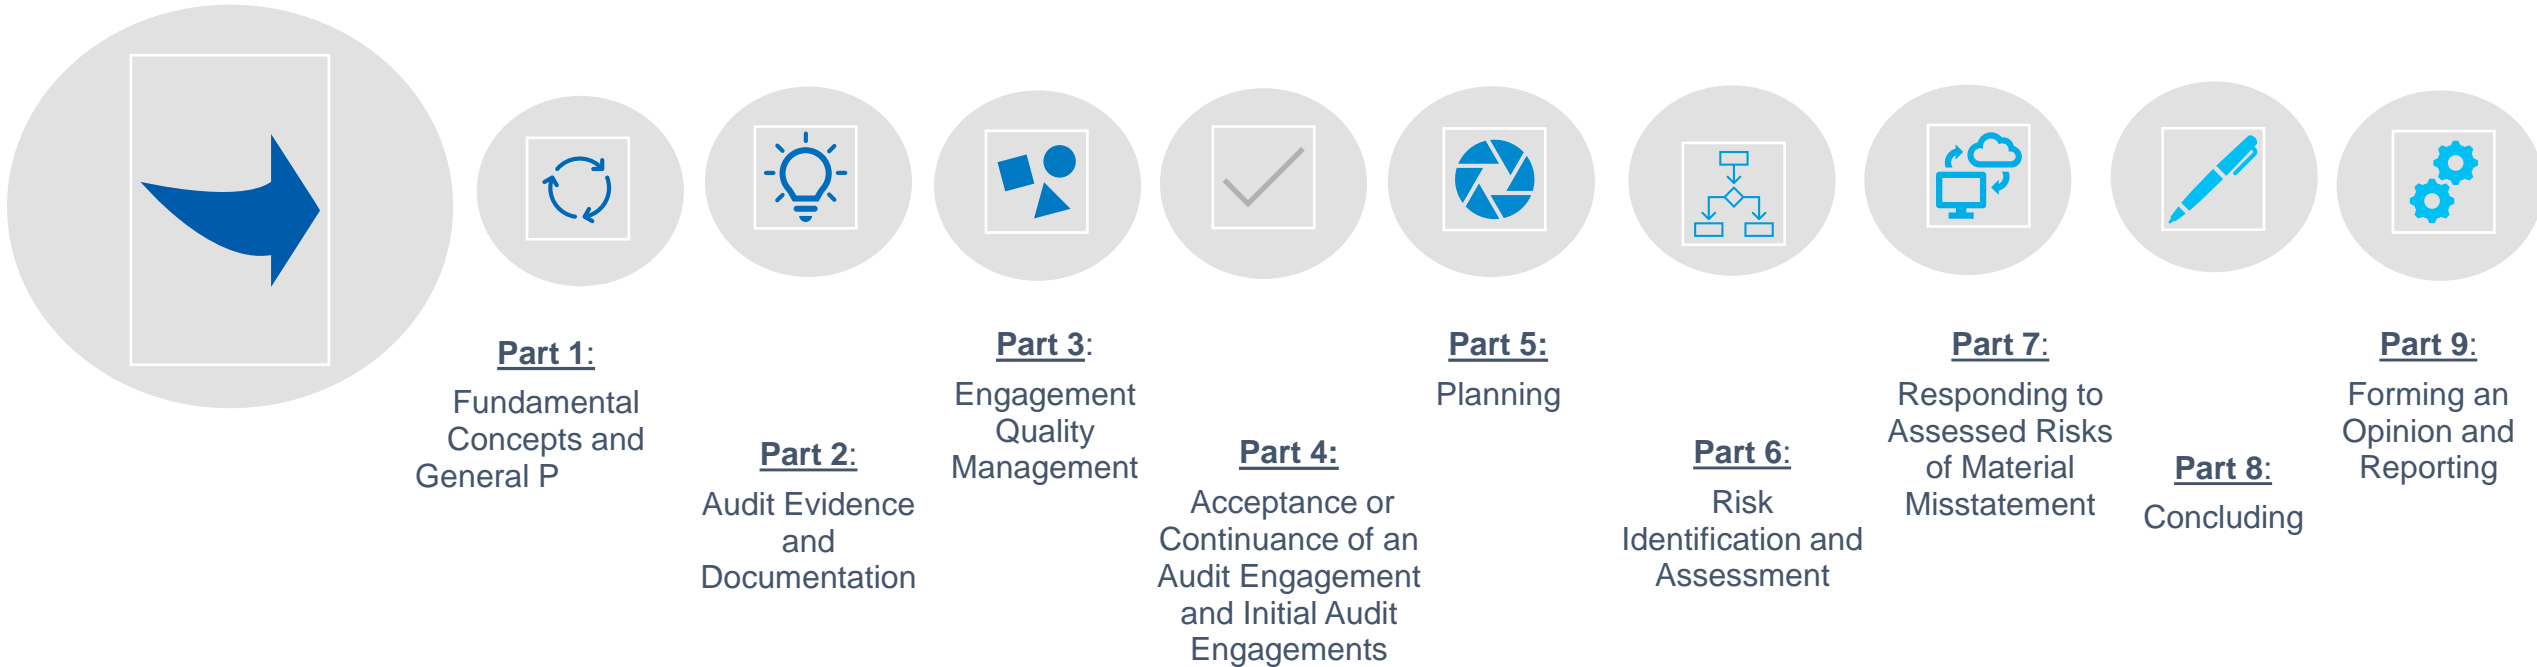 Part 1:
Fundamental
Concepts and
General P
Part 2:
Audit Evidence
and
Documentation
Part 3:
Engagement
Quality
Management
Part 4:
Acceptance or
Continuance of an
Audit Engagement
and Initial Audit
Engagements
Part 5:
Planning
Part 6:
Risk
Identification and
Assessment
Part 7:
Responding to
Assessed Risks
of Material
Misstatement
Part 8:
Concluding
Part 9:
Forming an
Opinion and
Reporting